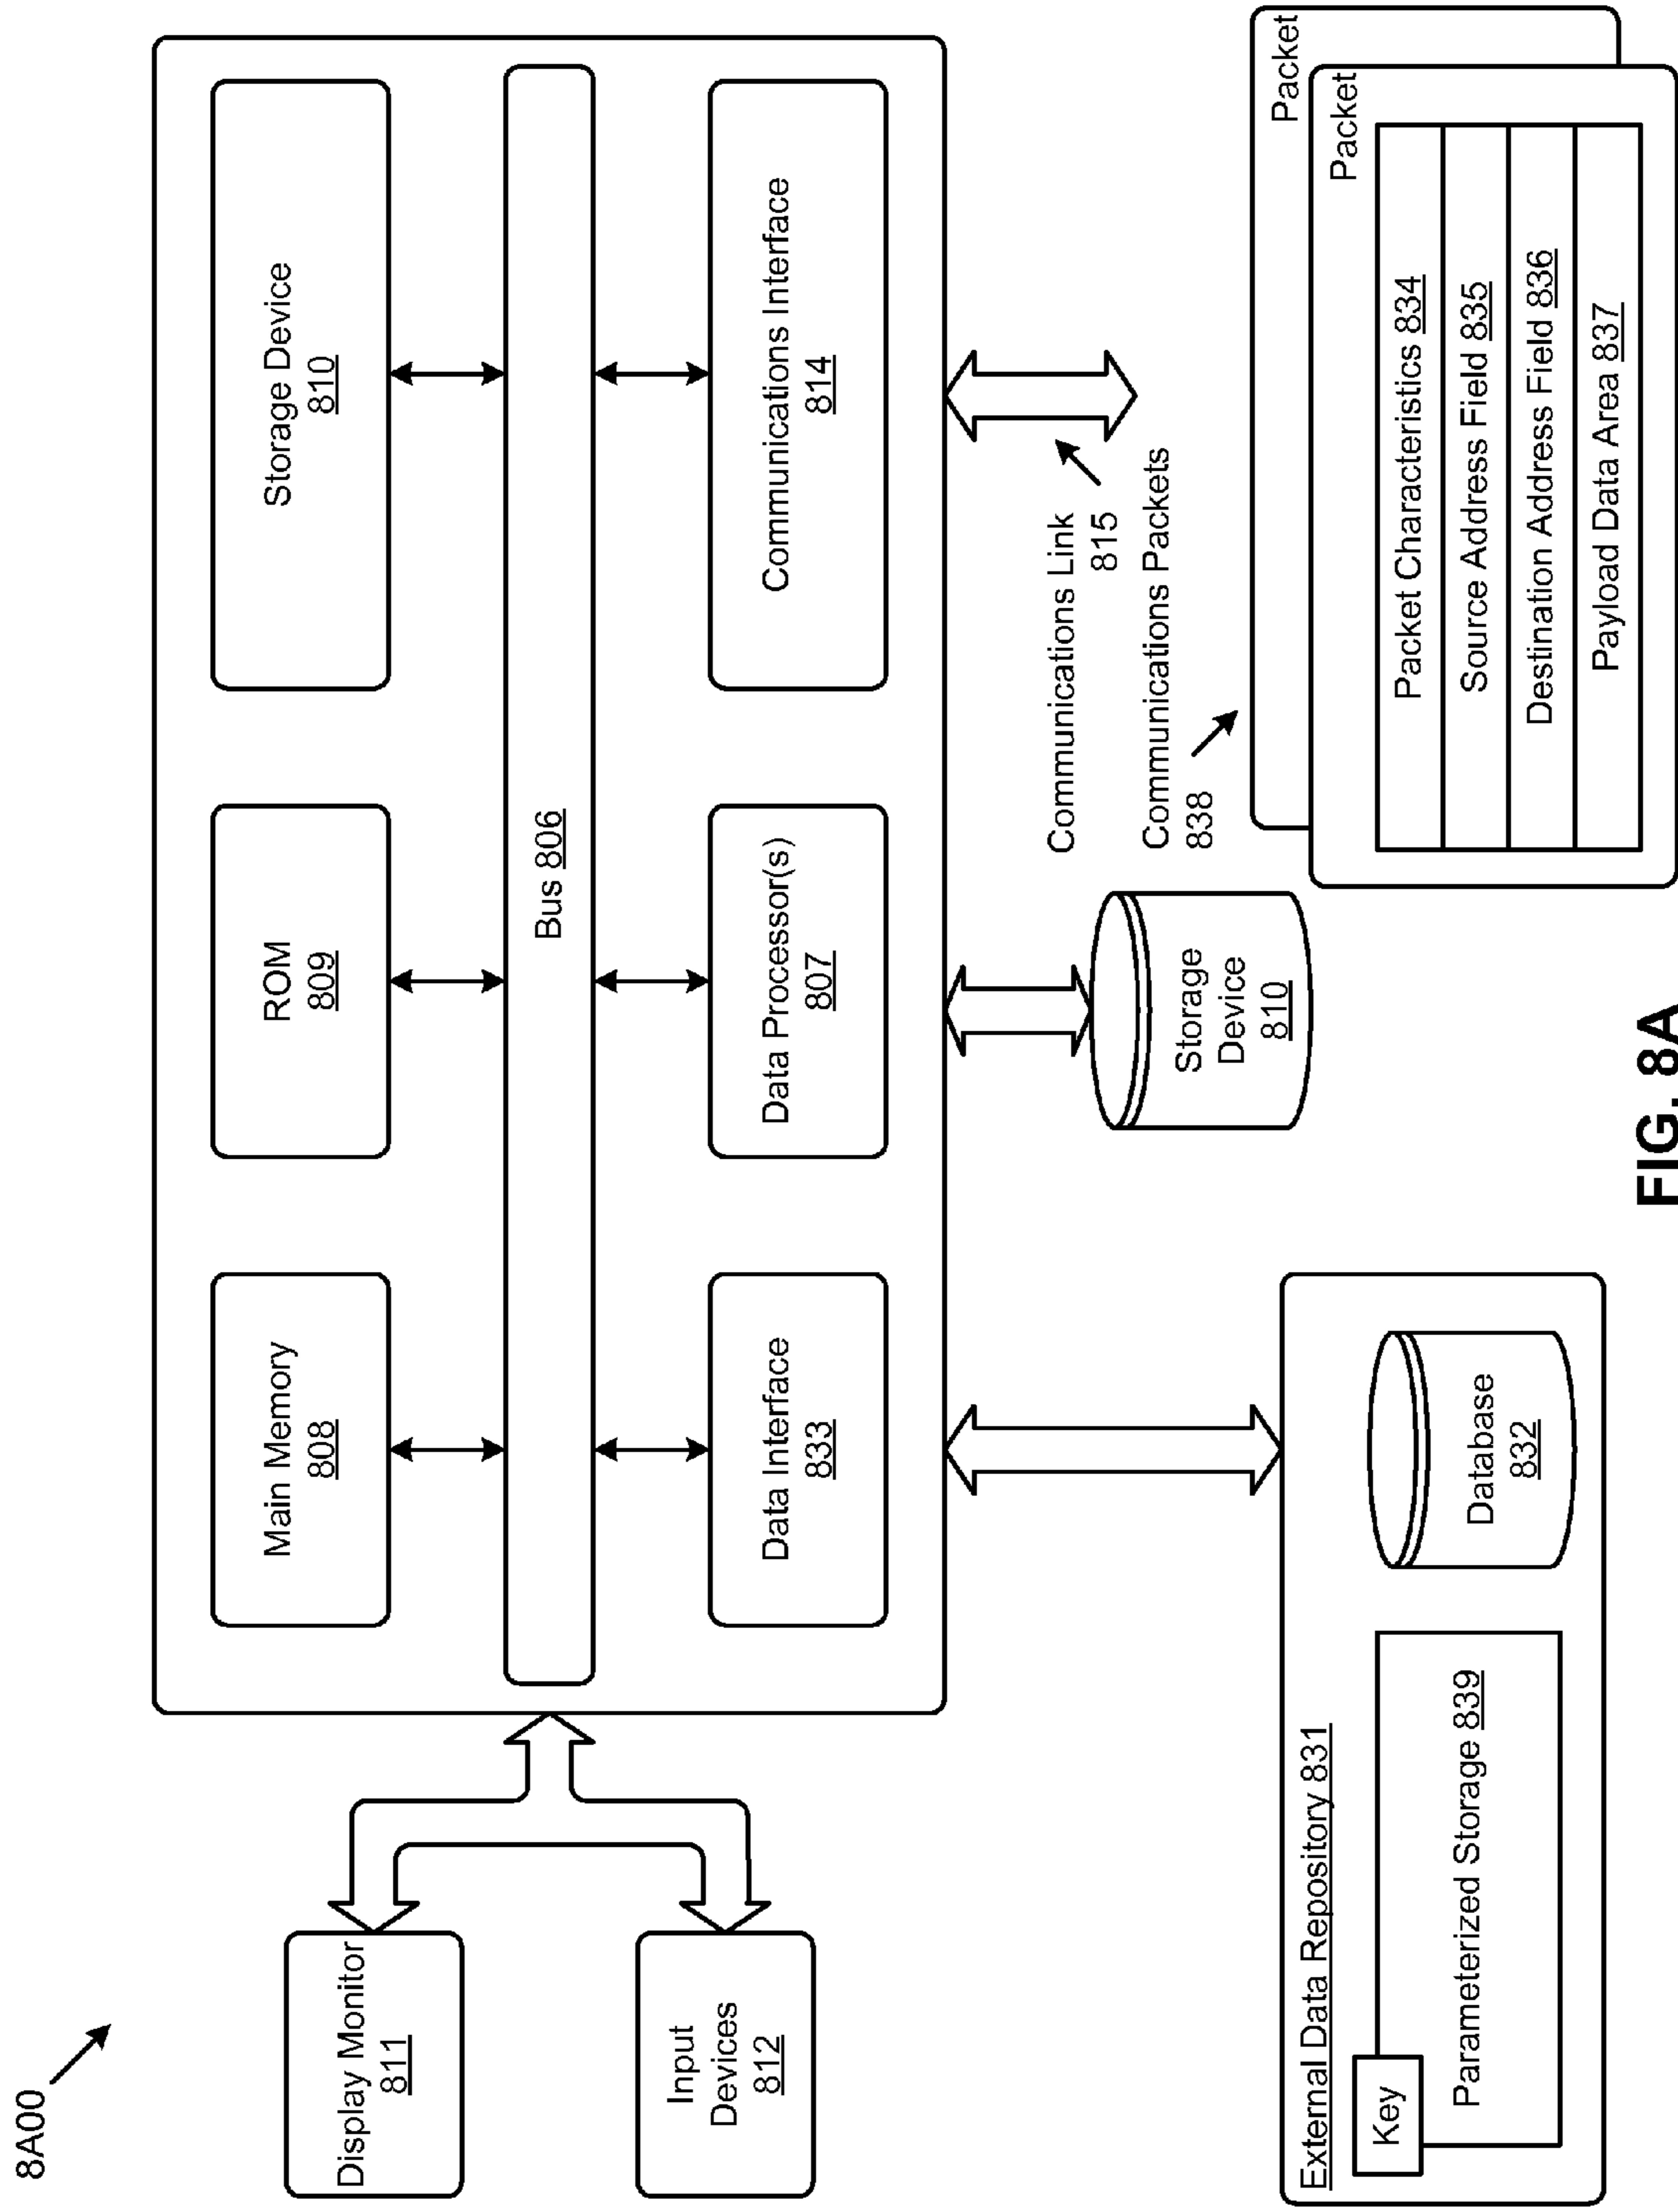 8A00
Display Monitor
811
Input
Devices
812
Main Memory
808
ROM
809
Storage Device
810
Bus 806
Data Interface
833
Data Processor(s)
807
Communications Interface
814
Communications Link
815
Communications Packets
838
External Data Repository 831
Key
Parameterized Storage 839
Database
832
Storage
Device
810
Packet
Packet
Packet Characteristics 834
Source Address Field 835
Destination Address Field 836
Payload Data Area 837
FIG. 8A